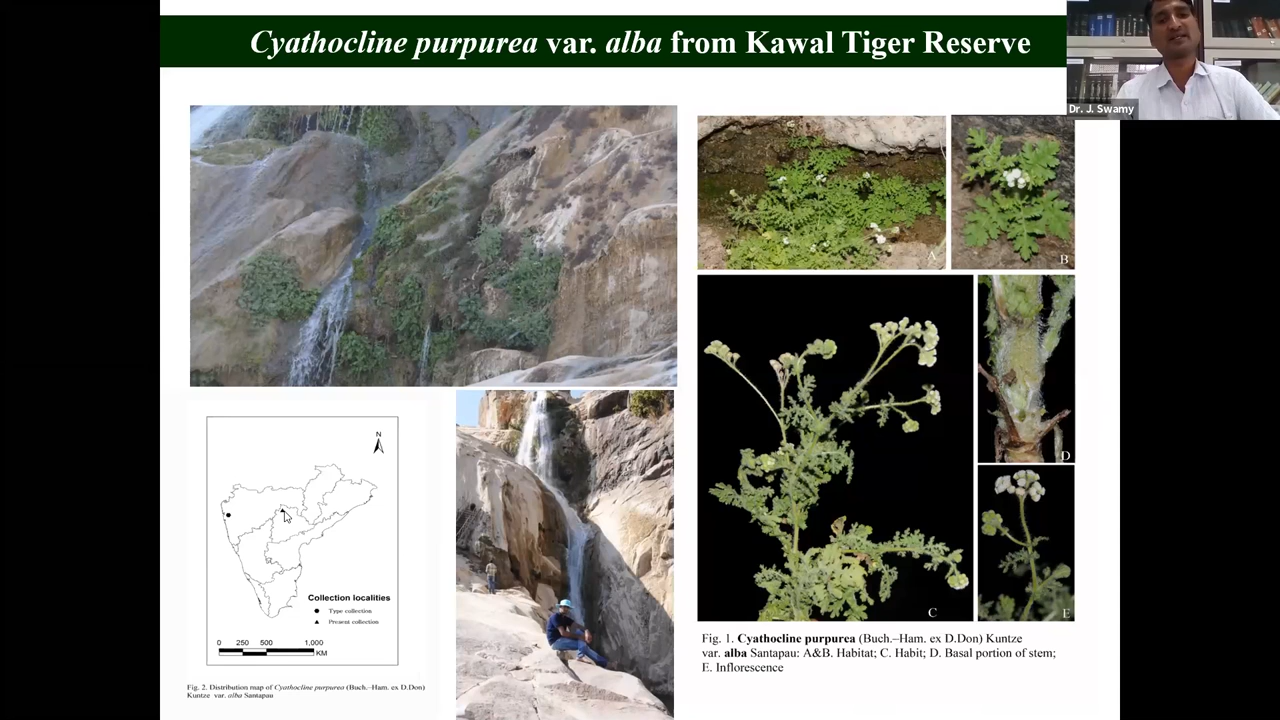 Cyathocline purpurea var. alba from Kawal Tiger Reserve
Dr. J. Swamy
A
B
C
D
E
N
Collection localities
Type collection
Present collection
0 250 500 1,000
KM
Fig. 2. Distribution map of Cyathocline purpurea (Buch.–Ham. ex D.Don)
Kuntze var. alba Santapau
Fig. 1. Cyathocline purpurea (Buch.–Ham. ex D.Don) Kuntze
var. alba Santapau: A&B. Habitat; C. Habit; D. Basal portion of stem;
E. Inflorescence